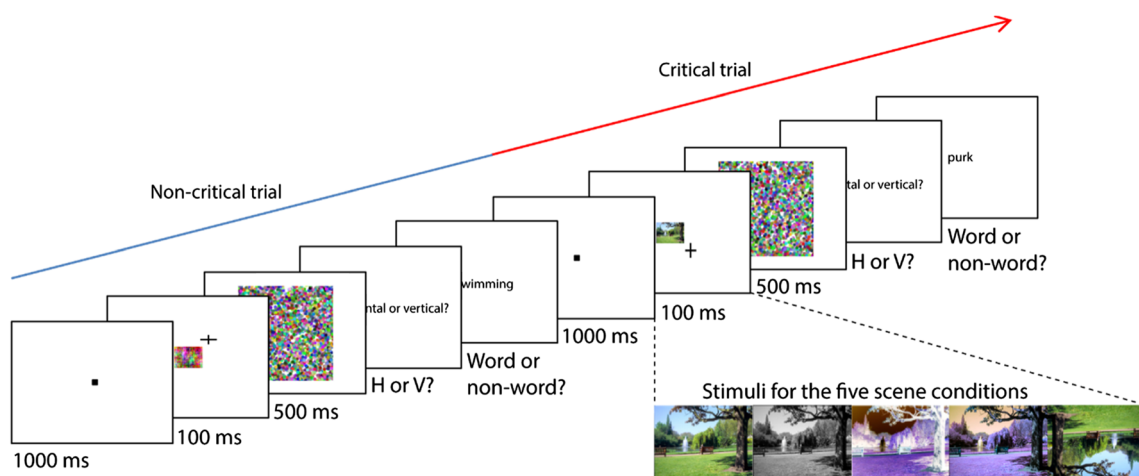 Critical trial
Non-critical trial
purk
tal or vertical?
Word or
non-word?
H or V?
500 ms
100 ms
1000 ms
wimming
ntal or vertical?
Word or
non-word?
H or V?
500 ms
100 ms
1000 ms
Stimuli for the five scene conditions